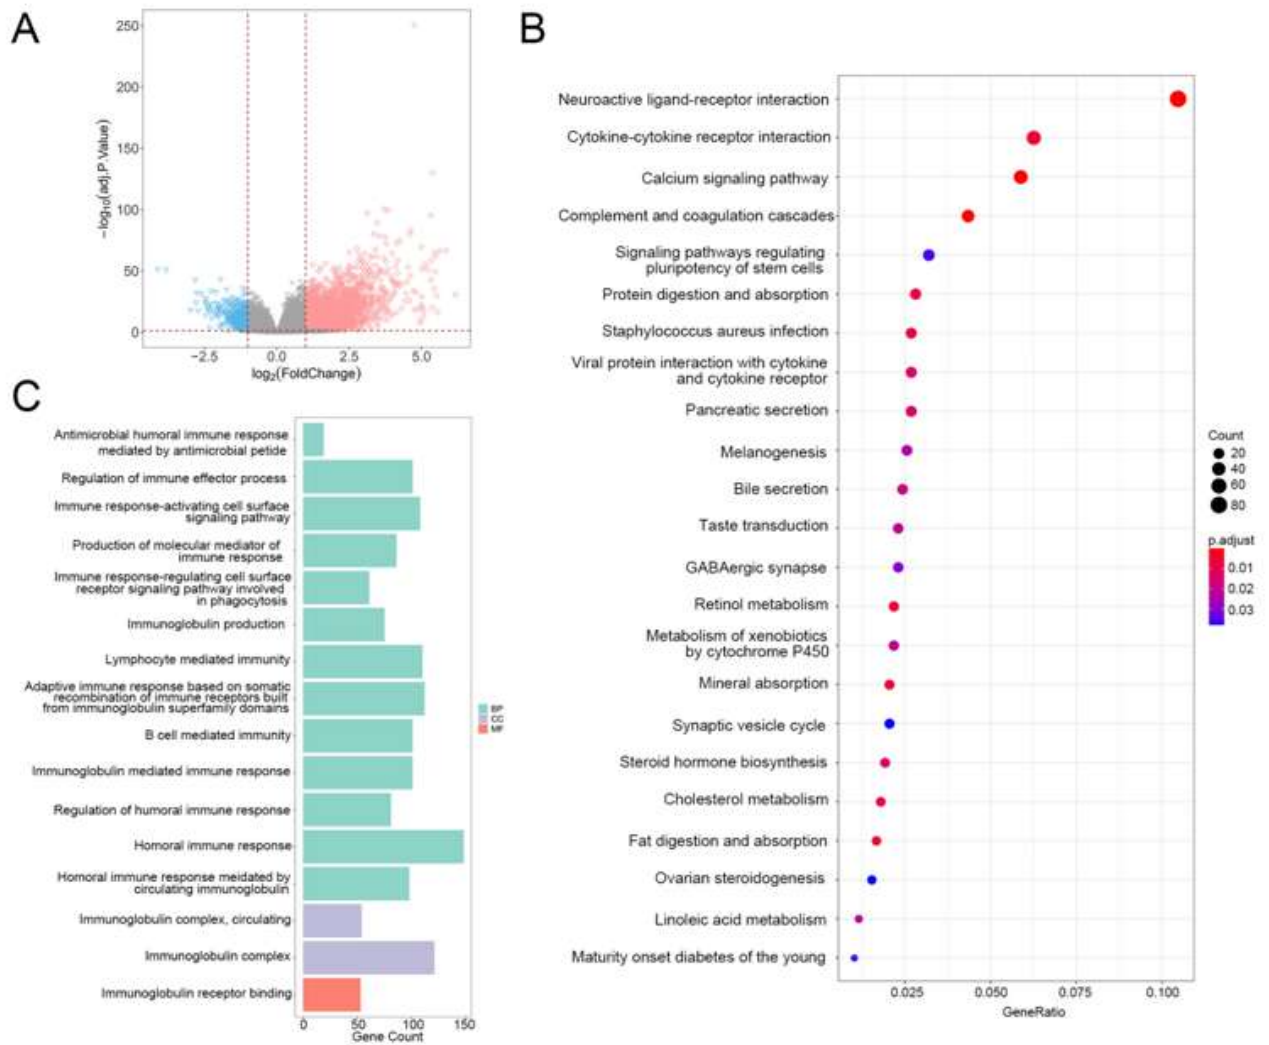 A
250
200
150
100
50
0
−log10(adj.P.Value)
−2.5
0.0
2.5
5.0
log2(FoldChange)
B
Neuroactive ligand-receptor interaction
Cytokine-cytokine receptor interaction
Calcium signaling pathway
Complement and coagulation cascades
Signaling pathways regulating
pluripotency of stem cells
Protein digestion and absorption
Staphylococcus aureus infection
Viral protein interaction with cytokine
and cytokine receptor
Pancreatic secretion
Melanogenesis
Bile secretion
Taste transduction
GABAergic synapse
Retinol metabolism
Metabolism of xenobiotics
by cytochrome P450
Mineral absorption
Synaptic vesicle cycle
Steroid hormone biosynthesis
Cholesterol metabolism
Fat digestion and absorption
Ovarian steroidogenesis
Linoleic acid metabolism
Maturity onset diabetes of the young
0.025
0.050
0.075
0.100
GeneRatio
Count
20
40
60
80
p.adjust
0.01
0.02
0.03
C
Antimicrobial humoral immune response
mediated by antimicrobial petide
Regulation of immune effector process
Immune response-activating cell surface
signaling pathway
Production of molecular mediator of
immune response
Immune response-regulating cell surface
receptor signaling pathway involved
in phagocytosis
Immunoglobulin production
Lymphocyte mediated immunity
Adaptive immune response based on somatic
recombination of immune receptors built
from immunoglobulin superfamily domains
B cell mediated immunity
Immunoglobulin mediated immune response
Regulation of humoral immune response
Homoral immune response
Homoral immune response meidated by
circulating immunoglobulin
Immunoglobulin complex, circulating
Immunoglobulin complex
Immunoglobulin receptor binding
0
50
100
150
Gene Count
BP
CC
MF